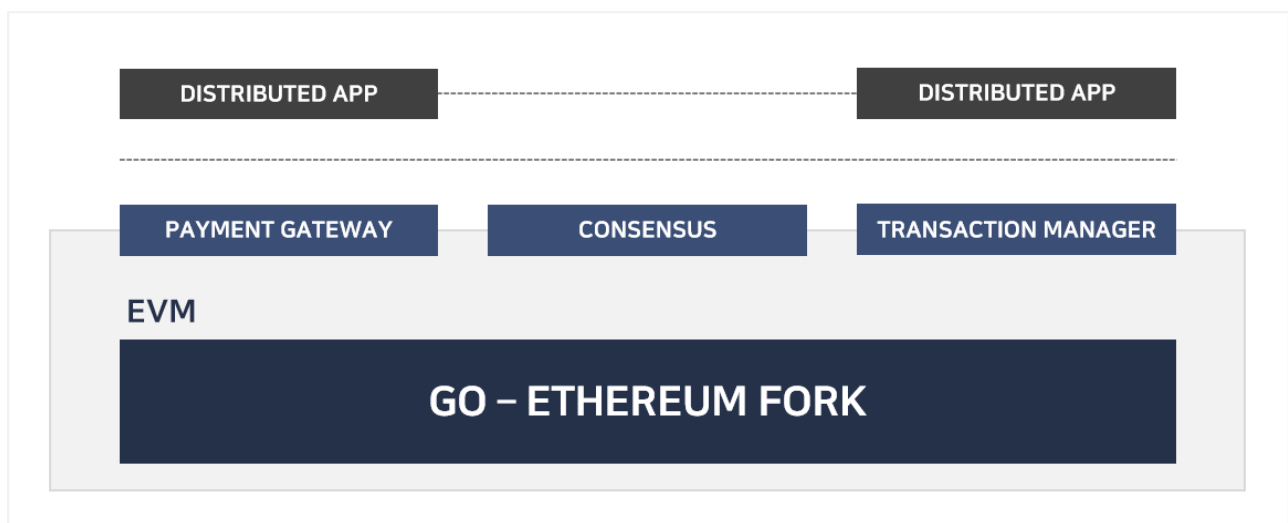 DISTRIBUTED APP
DISTRIBUTED APP
PAYMENT GATEWAY
CONSENSUS
TRANSACTION MANAGER
EVM
GO – ETHEREUM FORK